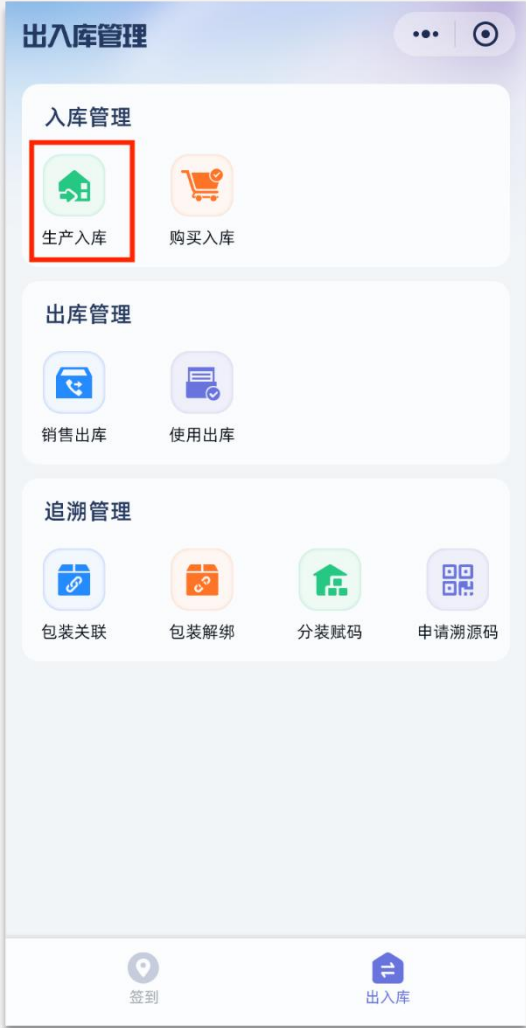 出入库管理
入库管理
生产入库 购买入库
出库管理
销售出库 使用出库
追溯管理
包装关联 包装解绑 分装赋码 申请溯源码
签到 出入库